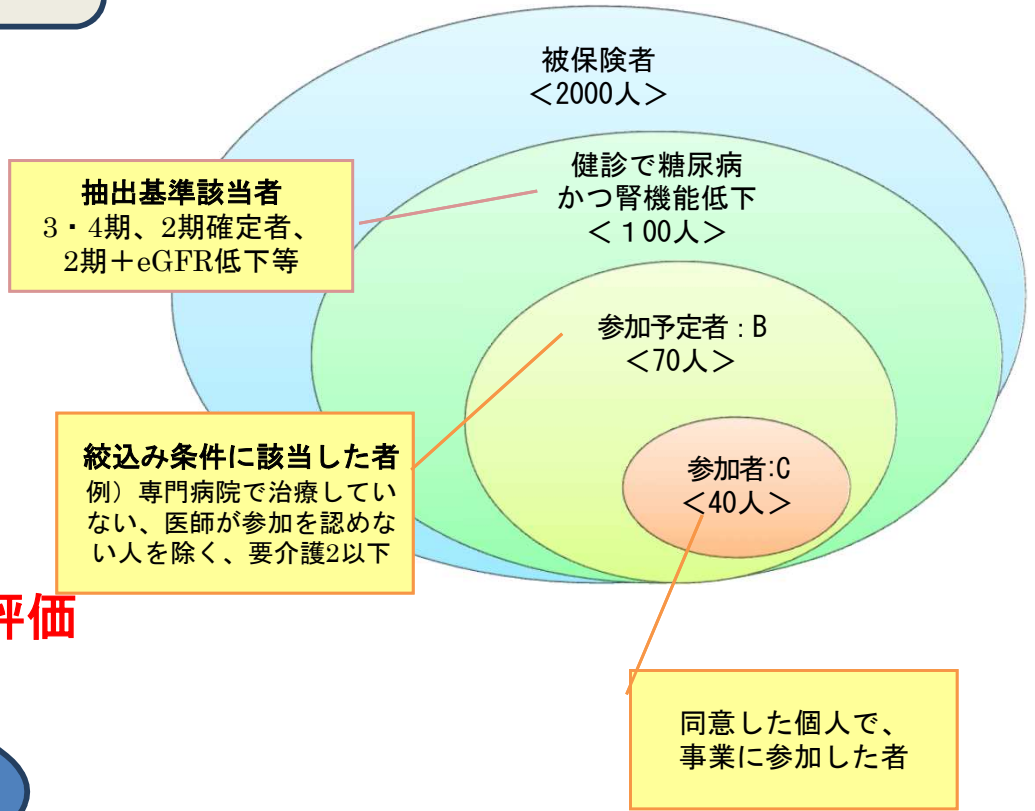 被保険者
＜2000人＞
健診で糖尿病
かつ腎機能低下
＜１00人＞
抽出基準該当者
3・4期、2期確定者、
2期＋eGFR低下等
参加予定者：B
＜70人＞
絞込み条件に該当した者
例）専門病院で治療してい
ない、医師が参加を認めな
い人を除く、要介護2以下
参加者:C
＜40人＞
評価
同意した個人で、
事業に参加した者